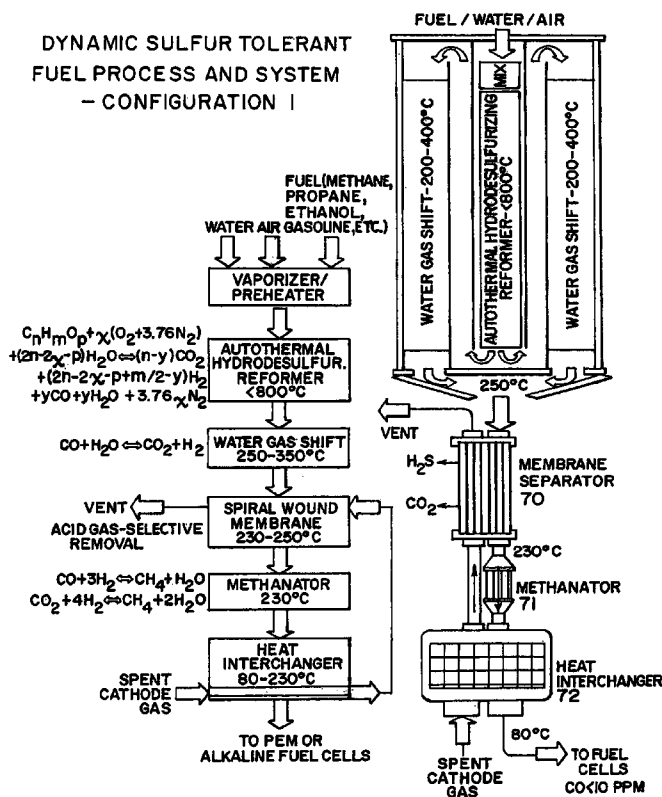 DYNAMIC SULFUR TOLERANT
FUEL PROCESS AND SYSTEM
– CONFIGURATION I
FUEL(METHANE,
PROPANE,
ETHANOL,
WATER AIR GASOLINE,ETC.)
VAPORIZER/
PREHEATER
CnHmOp+χ(O2+3.76N2)
+(2n-2χ-p)H2O⇔(n-y)CO2
+(2n-2χ-p+m/2-y)H2
+yCO+yH2O + 3.76χN2
AUTOTHERMAL
HYDRODESULFUR.
REFORMER
<800°C
CO+H2O⇔CO2+H2
WATER GAS SHIFT
250-350°C
VENT
ACID GAS-SELECTIVE
REMOVAL
SPIRAL WOUND
MEMBRANE
230-250°C
CO+3H2⇔CH4+H2O
CO2+4H2⇔CH4+2H2O
METHANATOR
230°C
HEAT
INTERCHANGER
80-230°C
SPENT
CATHODE
GAS
TO PEM OR
ALKALINE FUEL CELLS
FUEL/WATER/AIR
MIX
WATER GAS SHIFT-200-400°C
AUTOTHERMAL HYDRODESULFURIZING
REFORMER-<800°C
WATER GAS SHIFT-200-400°C
250°C
VENT
H2S
CO2
MEMBRANE
SEPARATOR
70
230°C
METHANATOR
71
HEAT
INTERCHANGER
72
80°C
SPENT
CATHODE
GAS
TO FUEL
CELLS
CO<10 PPM